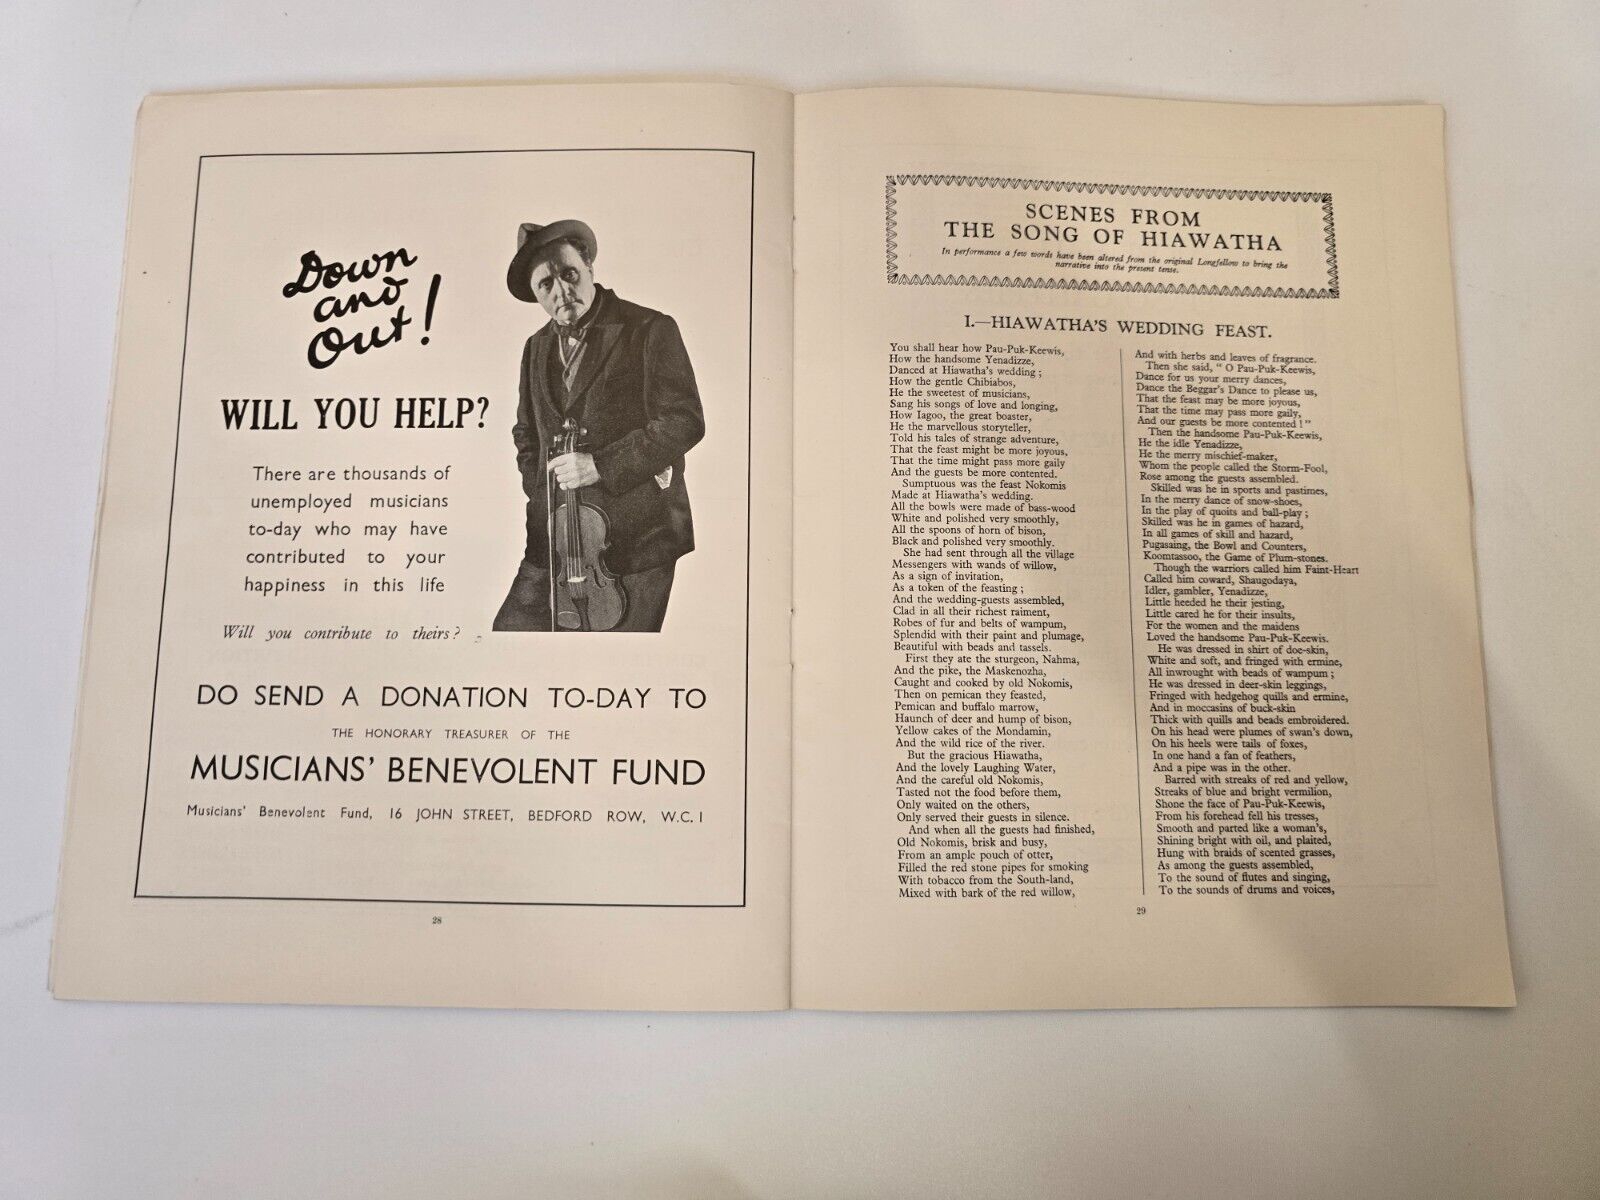 Down
and
Out!
WILL YOU HELP?
There are thousands of
unemployed musicians
to-day who may have
contributed to your
happiness in this life
Will you contribute to theirs?
DO SEND A DONATION TO-DAY TO
THE HONORARY TREASURER OF THE
MUSICIANS' BENEVOLENT FUND
Musicians' Benevolent Fund, 16 JOHN STREET, BEDFORD ROW, W.C.1
28
SCENES FROM
THE SONG OF HIAWATHA
In performance a few words have been altered from the original Longfellow to bring the
narrative into the present tense.
I.—HIAWATHA'S WEDDING FEAST.
You shall hear how Pau-Puk-Keewis,
How the handsome Yenadizze,
Danced at Hiawatha's wedding;
How the gentle Chibiabos,
He the sweetest of musicians,
Sang his songs of love and longing,
How Iagoo, the great boaster,
He the marvellous storyteller,
Told his tales of strange adventure,
That the feast might be more joyous,
That the time might pass more gaily
And the guests be more contented.
Sumptuous was the feast Nokomis
Made at Hiawatha's wedding.
All the bowls were made of bass-wood
White and polished very smoothly,
All the spoons of horn of bison,
Black and polished very smoothly.
She had sent through all the village
Messengers with wands of willow,
As a sign of invitation,
As a token of the feasting;
And the wedding-guests assembled,
Clad in all their richest raiment,
Robes of fur and belts of wampum,
Splendid with their paint and plumage,
Beautiful with beads and tassels.
First they ate the sturgeon, Nahma,
And the pike, the Maskenozha,
Caught and cooked by old Nokomis,
Then on pemican they feasted,
Pemican and buffalo marrow,
Haunch of deer and hump of bison,
Yellow cakes of the Mondamin,
And the wild rice of the river.
But the gracious Hiawatha,
And the lovely Laughing Water,
And the careful old Nokomis,
Tasted not the food before them,
Only waited on the others,
Only served their guests in silence.
And when all the guests had finished,
Old Nokomis, brisk and busy,
From an ample pouch of otter,
Filled the red stone pipes for smoking
With tobacco from the South-land,
Mixed with bark of the red willow,
And with herbs and leaves of fragrance.
Then she said, "O Pau-Puk-Keewis,
Dance for us your merry dances,
Dance the Beggar's Dance to please us,
That the feast may be more joyous,
That the time may pass more gaily,
And our guests be more contented!"
Then the handsome Pau-Puk-Keewis,
He the idle Yenadizze,
He the merry mischief-maker,
Whom the people called the Storm-Fool,
Rose among the guests assembled.
Skilled was he in sports and pastimes,
In the merry dance of snow-shoes,
In the play of quoits and ball-play;
Skilled was he in games of hazard,
In all games of skill and hazard,
Pugasaing, the Bowl and Counters,
Koomtassoo, the Game of Plum-stones.
Though the warriors called him Faint-Heart
Called him coward, Shaugodaya,
Idler, gambler, Yenadizze,
Little heeded he their jesting,
Little cared he for their insults,
For the women and the maidens
Loved the handsome Pau-Puk-Keewis.
He was dressed in shirt of doe-skin,
White and soft, and fringed with ermine,
All inwrought with beads of wampum;
He was dressed in deer-skin leggings,
Fringed with hedgehog quills and ermine,
And in moccasins of buck-skin
Thick with quills and beads embroidered.
On his head were plumes of swan's down,
On his heels were tails of foxes,
In one hand a fan of feathers,
And a pipe was in the other.
Barred with streaks of red and yellow,
Streaks of blue and bright vermilion,
Shone the face of Pau-Puk-Keewis,
From his forehead fell his tresses,
Smooth and parted like a woman's,
Shining bright with oil, and plaited,
Hung with braids of scented grasses,
As among the guests assembled,
To the sound of flutes and singing,
To the sounds of drums and voices,
29